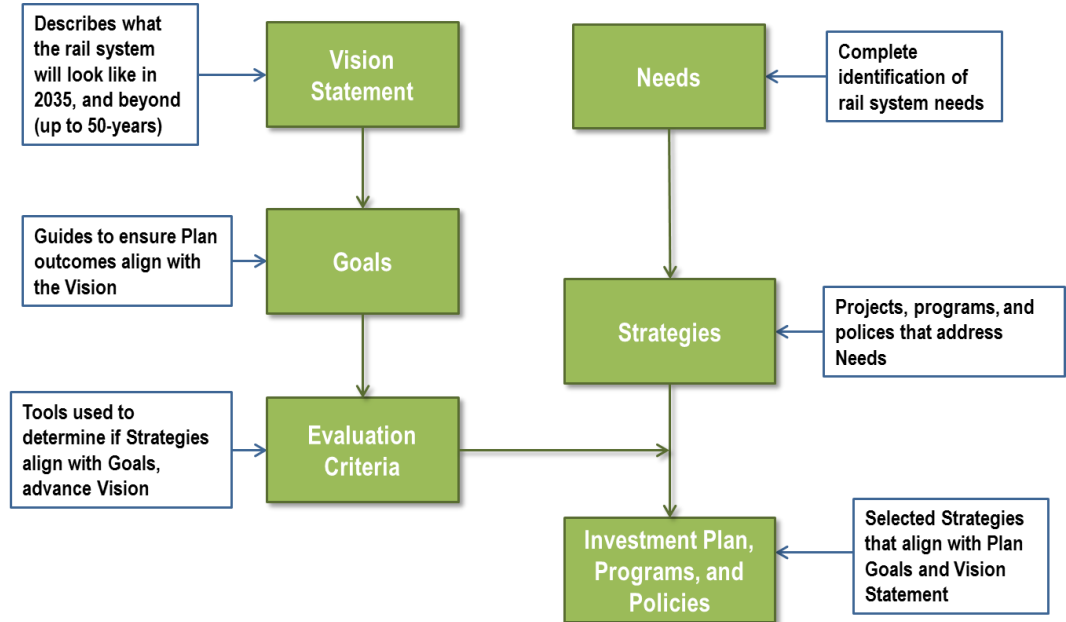 Describes what
the rail system
will look like in
2035, and beyond
(up to 50-years)
Vision
Statement
Needs
Complete
identification of
rail system needs
Guides to ensure Plan
outcomes align with
the Vision
Goals
Strategies
Projects, programs, and
polices that address
Needs
Tools used to
determine if Strategies
align with Goals,
advance Vision
Evaluation
Criteria
Investment Plan,
Programs, and
Policies
Selected Strategies
that align with Plan
Goals and Vision
Statement